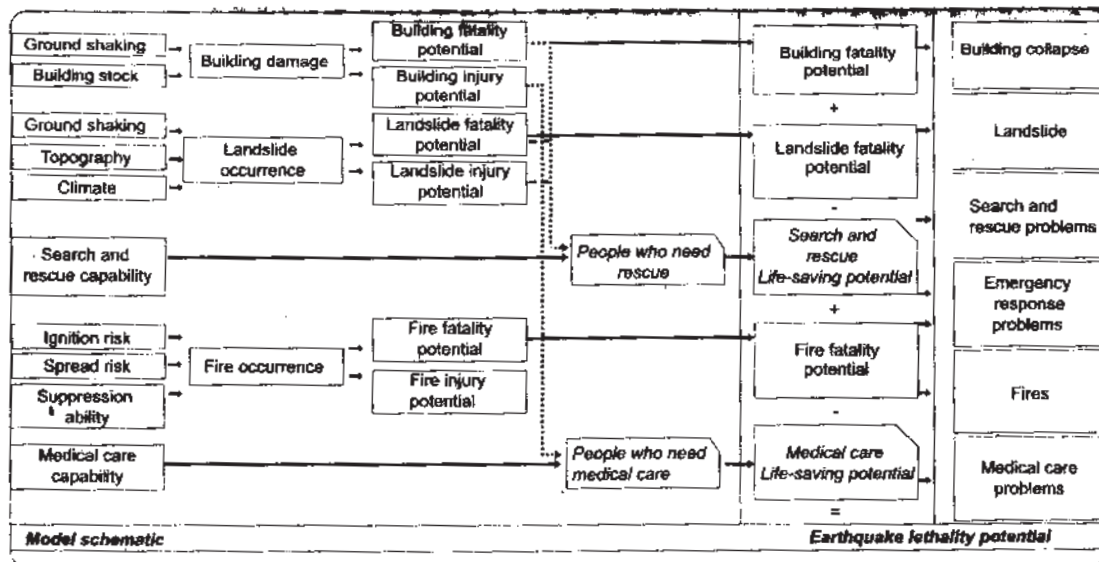 Ground shaking
Building stock
Building damage
Building fatality
potential
Building injury
potential
Building fatality
potential
+
Building collapse
Ground shaking
Topography
Climate
Landslide
occurrence
Landslide fatality
potential
Landslide injury
potential
Landslide fatality
potential
-
Landslide
Search and
rescue capability
People who need
rescue
Search and
rescue
Life-saving potential
+
Search and
rescue problems
Emergency
response
problems
Ignition risk
Spread risk
Suppression
ability
Fire occurrence
Fire fatality
potential
Fire injury
potential
Fire fatality
potential
-
Fires
Medical care
capability
People who need
medical care
Medical care
Life-saving potential
=
Medical care
problems
Model schematic
Earthquake lethality potential